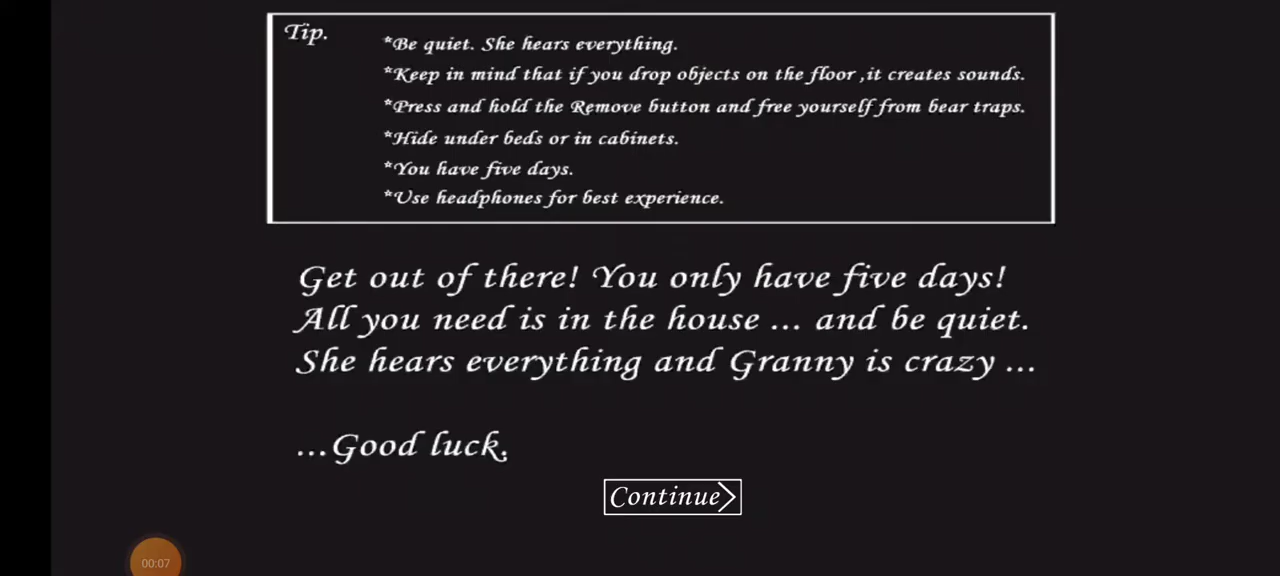 Tip.
*Be quiet. She hears everything.
*Keep in mind that if you drop objects on the floor ,it creates sounds.
*Press and hold the Remove button and free yourself from bear traps.
*Hide under beds or in cabinets.
*You have five days.
*Use headphones for best experience.
Get out of there! You only have five days!
All you need is in the house ... and be quiet.
She hears everything and Granny is crazy ...
...Good luck.
Continue
00:07